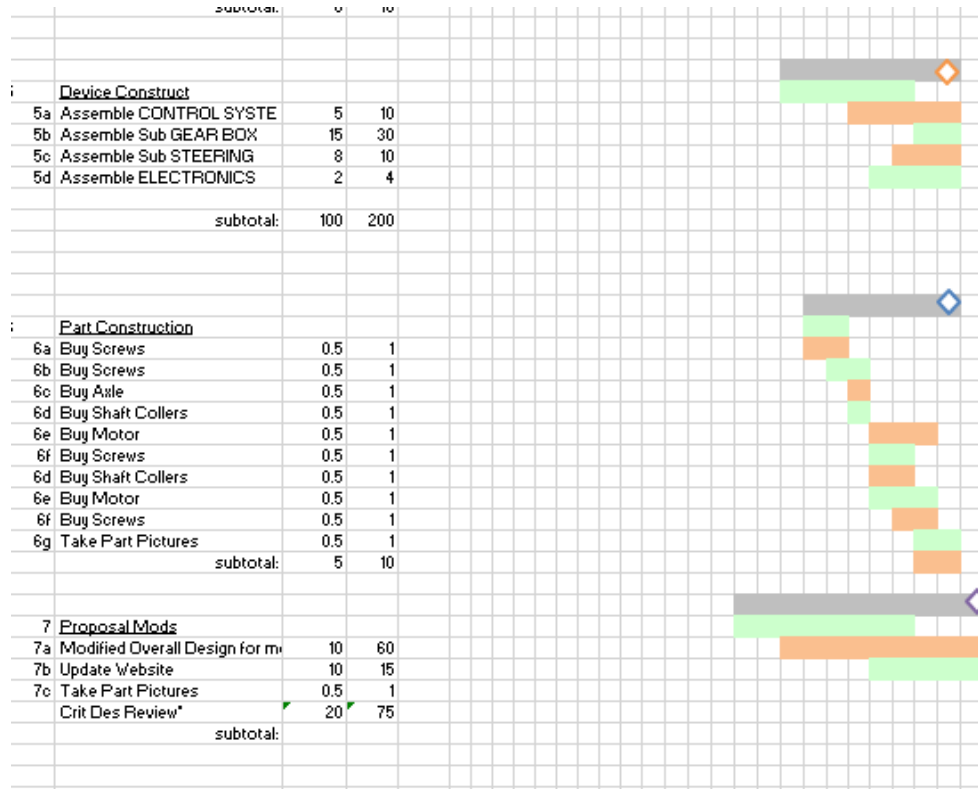 subtotal:
Device Construct
5a Assemble CONTROL SYSTE 5 10
5b Assemble Sub GEAR BOX 15 30
5c Assemble Sub STEERING 8 10
5d Assemble ELECTRONICS 2 4
subtotal: 100 200
Part Construction
6a Buy Screws 0.5 1
6b Buy Screws 0.5 1
6c Buy Axle 0.5 1
6d Buy Shaft Collers 0.5 1
6e Buy Motor 0.5 1
6f Buy Screws 0.5 1
6d Buy Shaft Collers 0.5 1
6e Buy Motor 0.5 1
6f Buy Screws 0.5 1
6g Take Part Pictures 0.5 1
subtotal: 5 10
7 Proposal Mods
7a Modified Overall Design for 10 60
7b Update Website 10 15
7c Take Part Pictures 0.5 1
Crit Des Review* 20 75
subtotal: